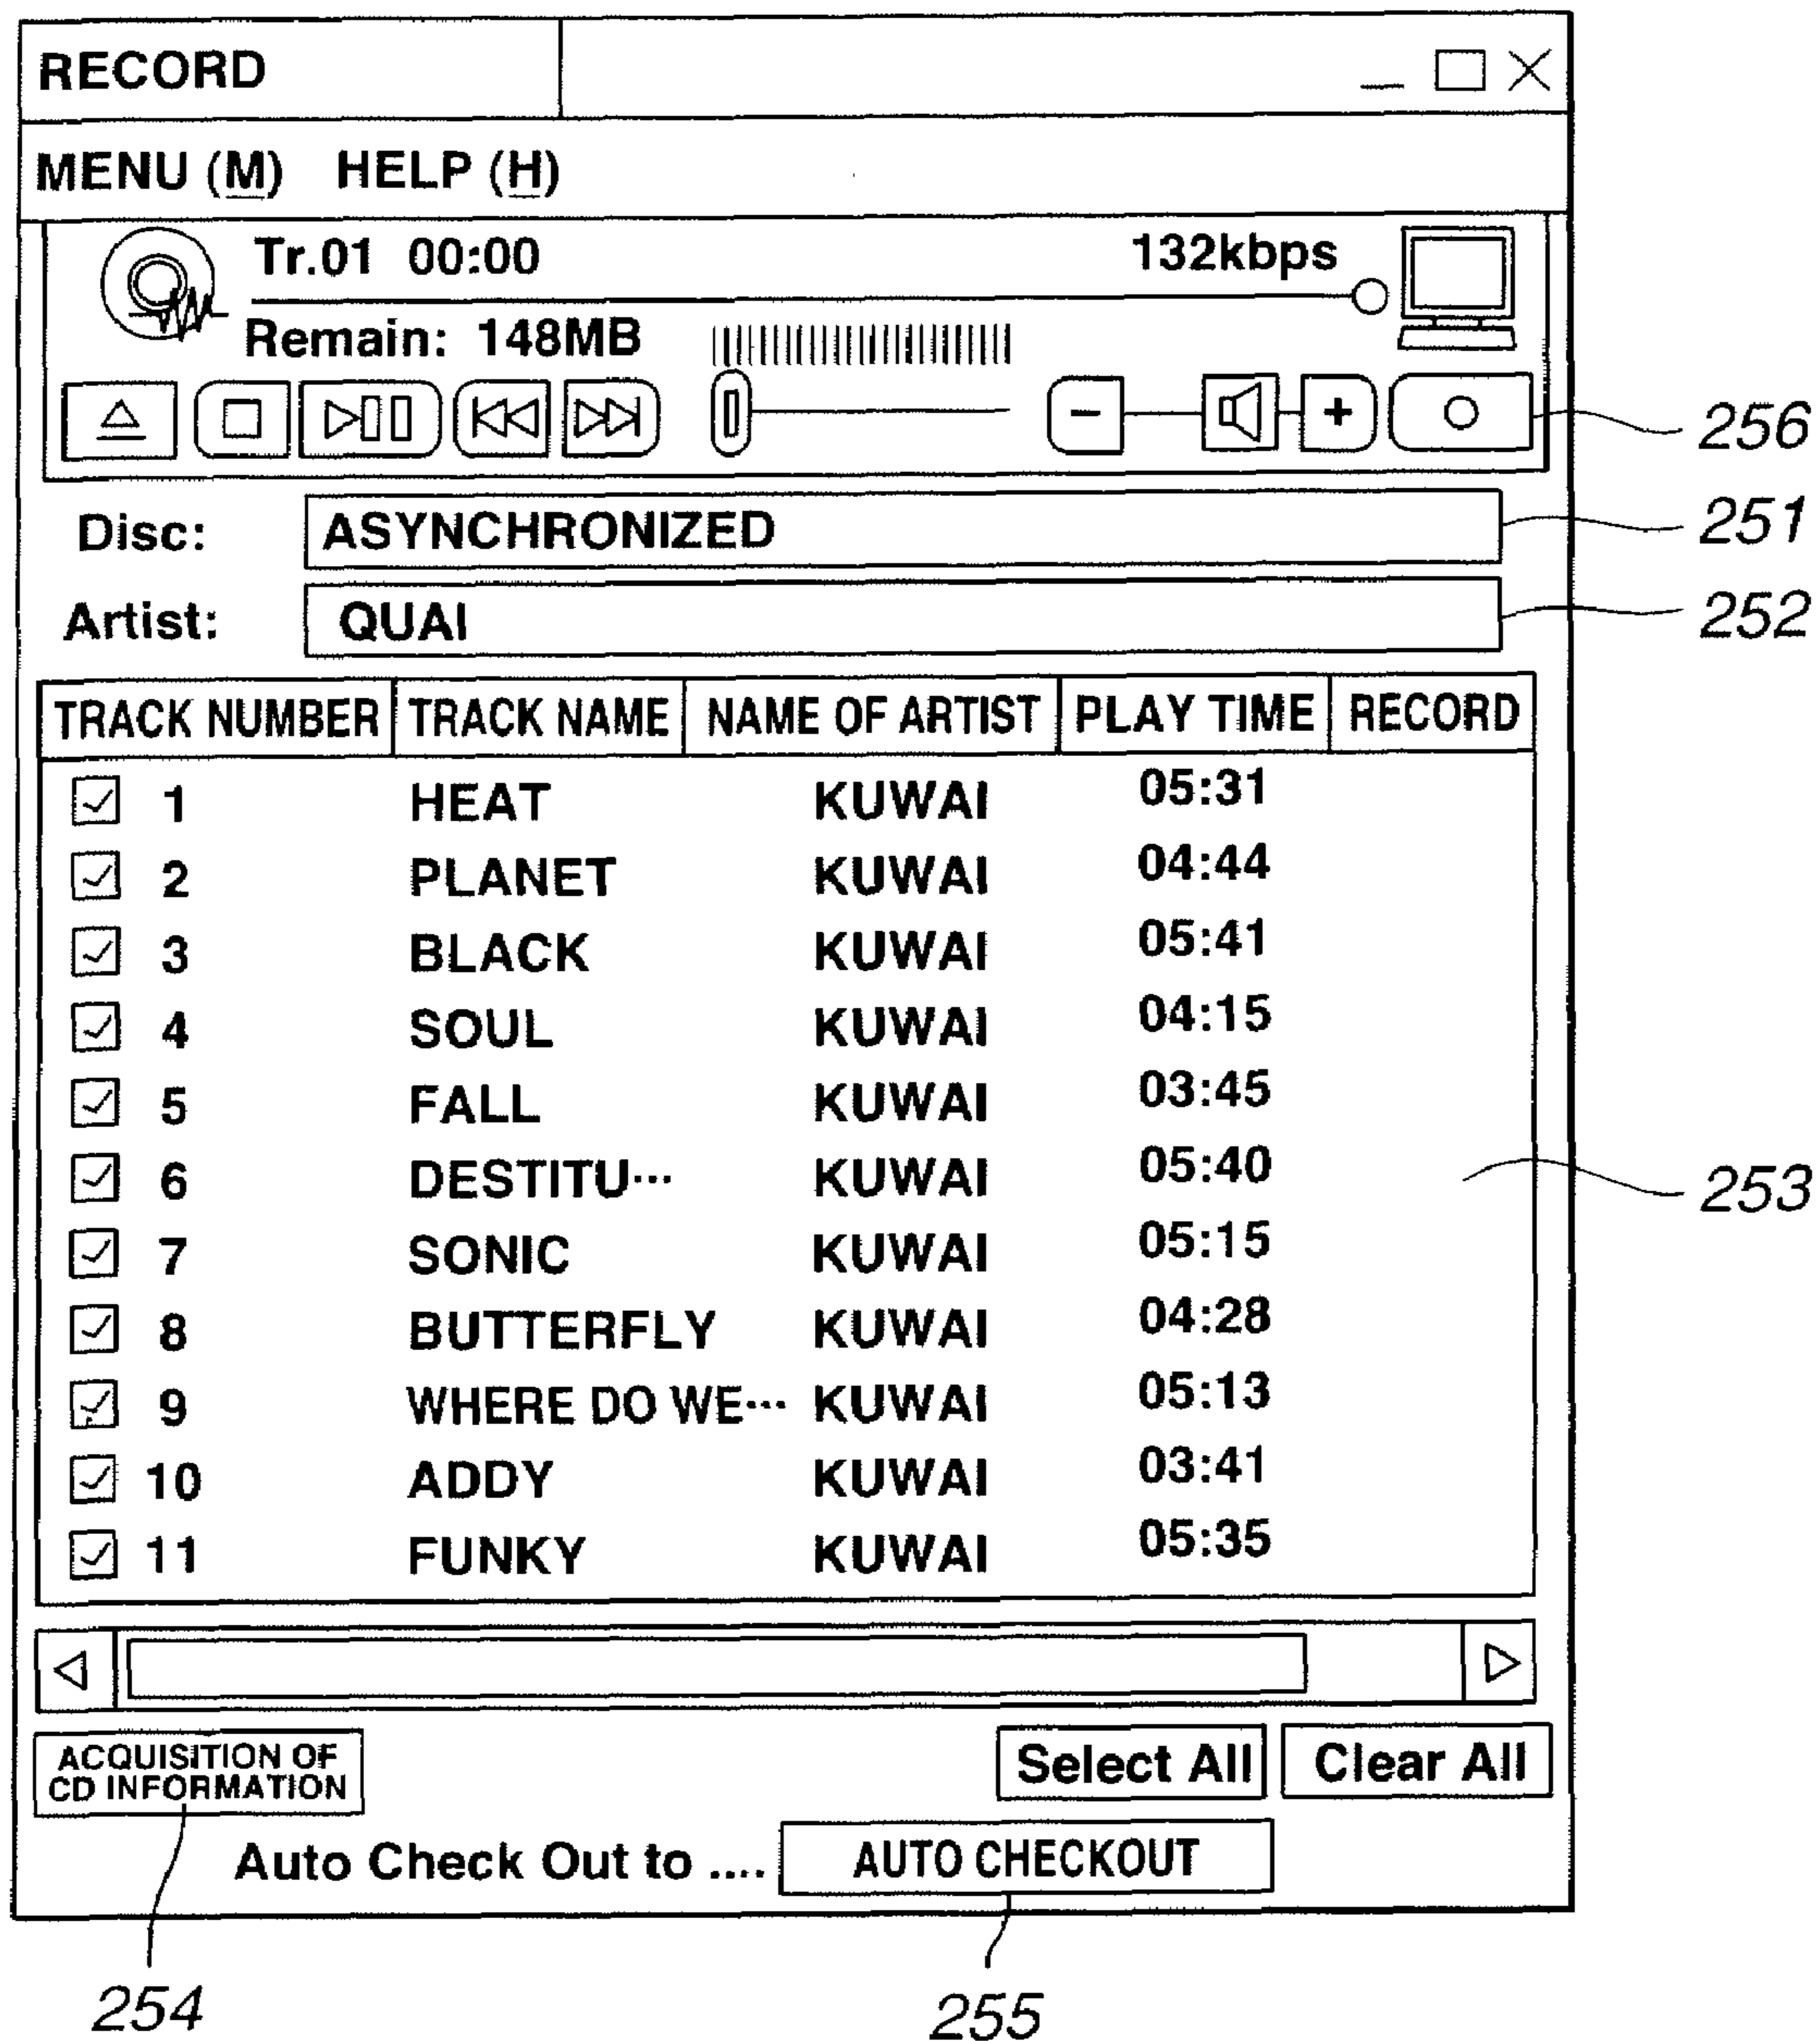 RECORD
MENU (M) HELP (H)
Tr.01 00:00 132kbps
Remain: 148MB
256
Disc: ASYNCHRONIZED 251
Artist: QUAI 252
TRACK NUMBER TRACK NAME NAME OF ARTIST PLAY TIME RECORD
1 HEAT KUWAI 05:31
2 PLANET KUWAI 04:44
3 BLACK KUWAI 05:41
4 SOUL KUWAI 04:15
5 FALL KUWAI 03:45
6 DESTITU··· KUWAI 05:40
253
7 SONIC KUWAI 05:15
8 BUTTERFLY KUWAI 04:28
9 WHERE DO WE··· KUWAI 05:13
10 ADDY KUWAI 03:41
11 FUNKY KUWAI 05:35
ACQUISITION OF
CD INFORMATION
Select All Clear All
Auto Check Out to .... AUTO CHECKOUT
254 255